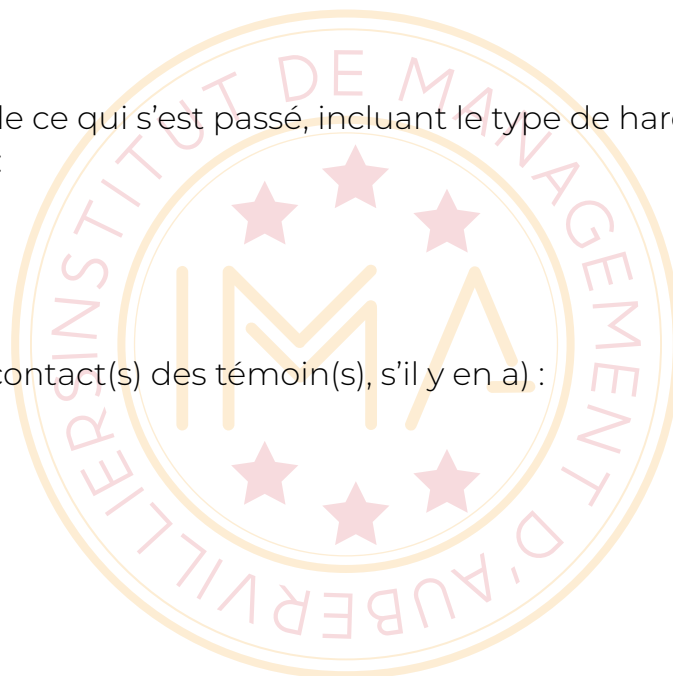 le ce qui s’est passé, incluant le type de har
:
contact(s) des témoin(s), s’il y en a) :
INSTITUT DE MANAGEMENT D'AUBERVILLIERS
IMA